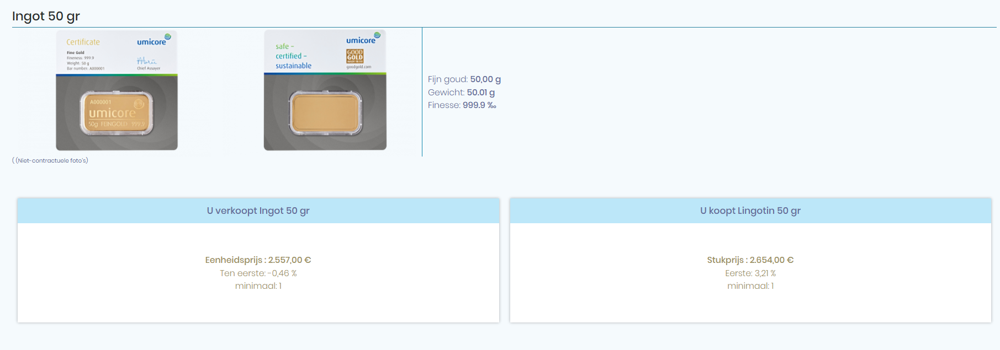 Ingot 50 gr
Certificate
umicore
Fine Gold
Fineness: 999.9
Weight: 50 g
Bar number: A000001
Chief Assayer
A000001
umicore
50g FEINGOLD 999.9
umicore
safe –
certified –
sustainable
GOOD
GOLD
MADE IN EU
goodgold.com
Fijn goud: 50,00 g
Gewicht: 50.01 g
Finesse: 999.9 ‰
( (Niet-contractuele foto's)
U verkoopt Ingot 50 gr
Eenheidsprijs : 2.557,00 €
Ten eerste: -0,46 %
minimaal: 1
U koopt Lingotin 50 gr
Stukprijs : 2.654,00 €
Eerste: 3,21 %
minimaal: 1